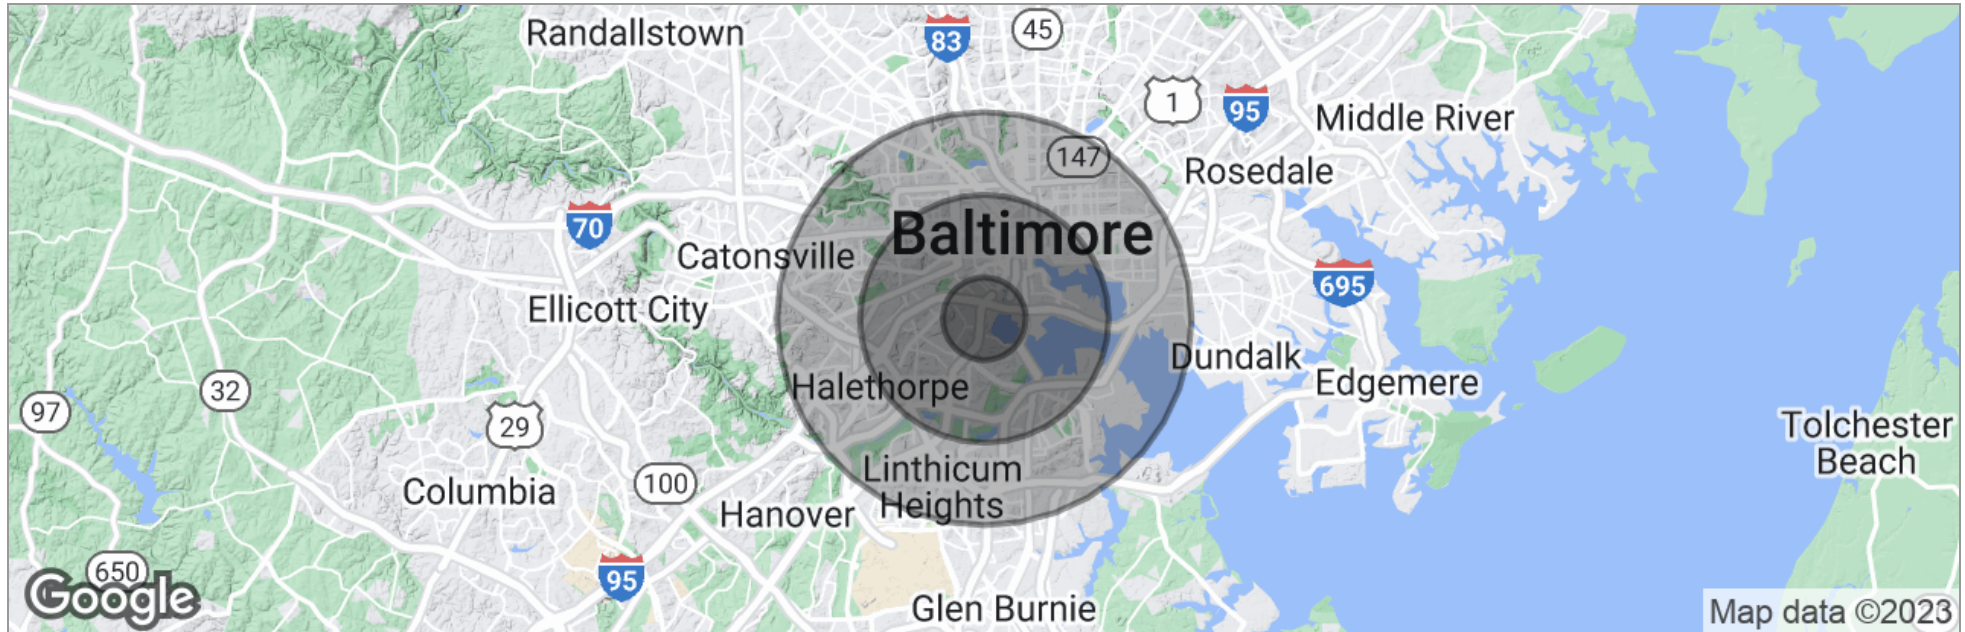 Randallstown
83
45
1
95
Middle River
147
Rosedale
70
Baltimore
Catonsville
695
Ellicott City
Dundalk
Halethorpe
Edgemere
32
97
29
Tolchester
Beach
Linthicum
Heights
100
Columbia
Hanover
650
95
Google
Glen Burnie
Map data ©2023